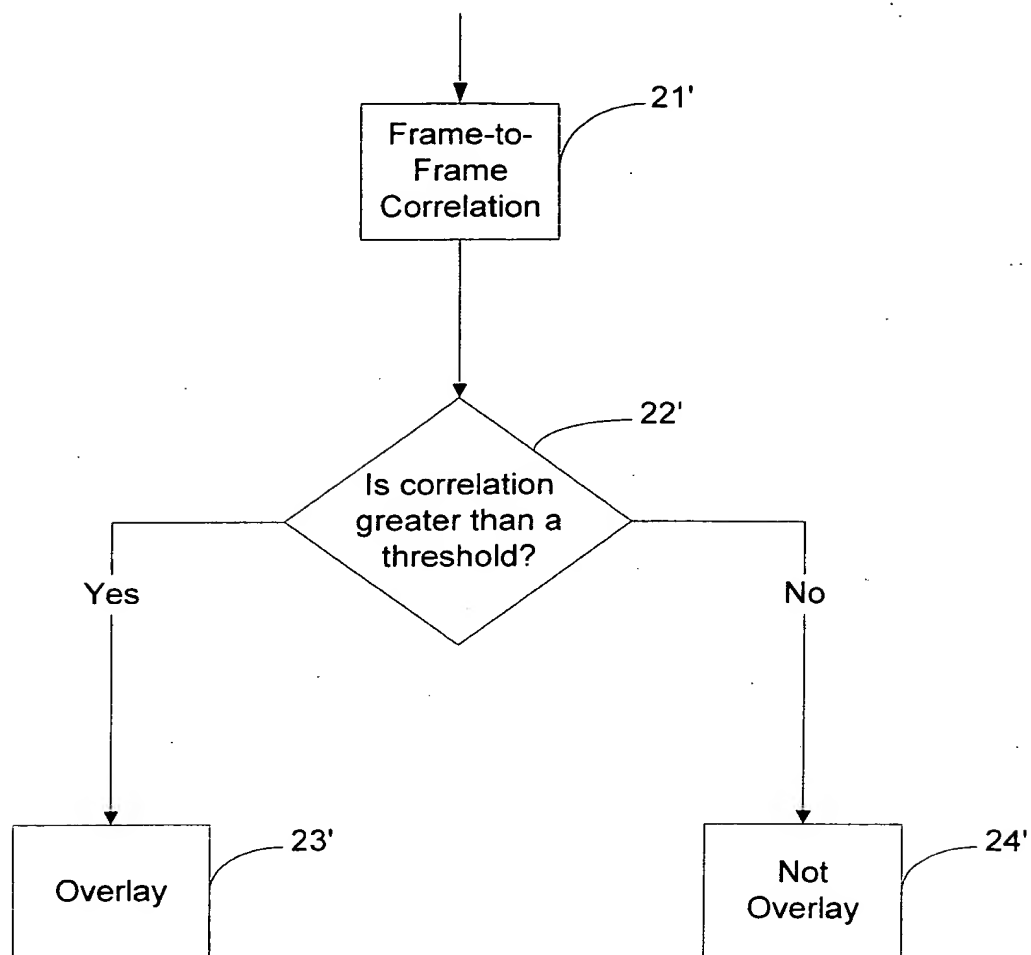 21'
Frame-to-
Frame
Correlation
22'
Is correlation
greater than a
threshold?
Yes
No
23'
Overlay
24'
Not
Overlay